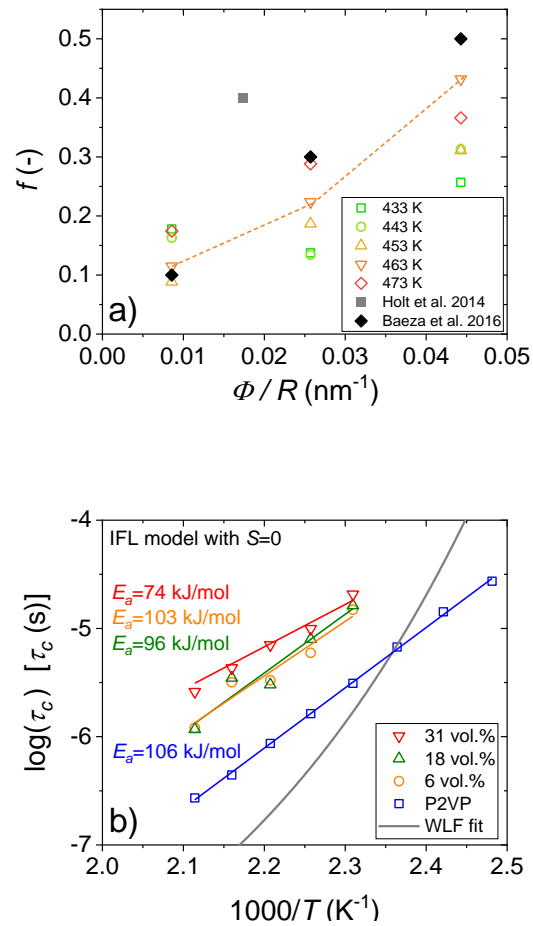 0.5
0.4
0.3
0.2
0.1
0.0
f (-)
a)
433 K
443 K
453 K
463 K
473 K
Holt et al. 2014
Baeza et al. 2016
0.00 0.01 0.02 0.03 0.04 0.05
Φ / R (nm⁻¹)
-4
-5
-6
-7
log(τc) [τc (s)]
IFL model with S=0
Ea=74 kJ/mol
Ea=103 kJ/mol
Ea=96 kJ/mol
Ea=106 kJ/mol
b)
31 vol.%
18 vol.%
6 vol.%
P2VP
WLF fit
2.0 2.1 2.2 2.3 2.4 2.5
1000/T (K⁻¹)